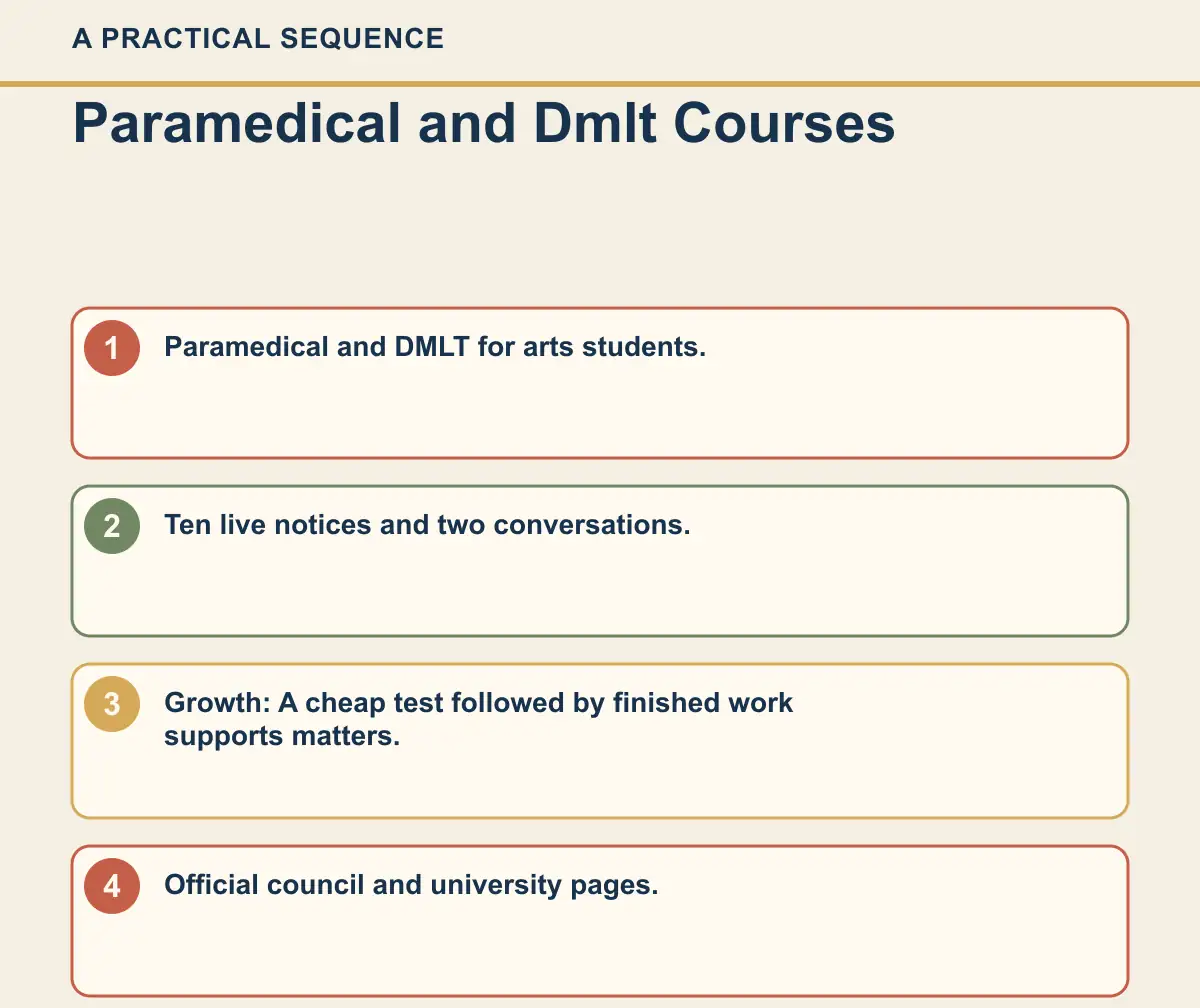 A PRACTICAL SEQUENCE
Paramedical and Dmlt Courses
1
Paramedical and DMLT for arts students.
2
Ten live notices and two conversations.
3
Growth: A cheap test followed by finished work
supports matters.
4
Official council and university pages.